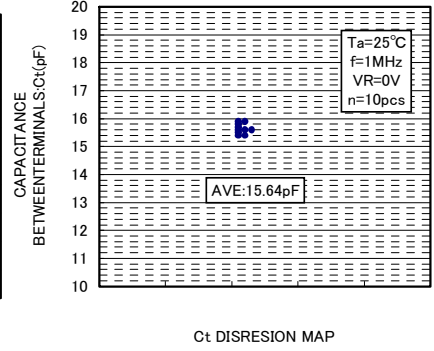 CAPACITANCE
BETWEENTERMINALS:Ct(pF)
20
19
18
17
16
15
14
13
12
11
10
Ta=25°C
f=1MHz
VR=0V
n=10pcs
AVE:15.64pF
Ct DISRESION MAP